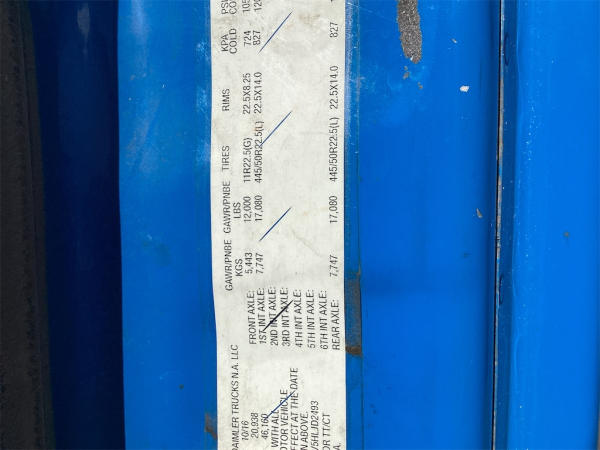 AIMLER TRUCKS N.A. LLC
10/16
20,938
46,160
WITH ALL
OTOR VEHICLE
EFFECT AT THE DATE
N ABOVE.
V5HLJD2493
OR TT/CT
A.
GAWR/PNBE GAWR/PNBE TIRES RIMS KPA PSI
KGS LBS COLD CO
FRONT AXLE: 5,443 12,000 11R22.5(G) 22.5X8.25 724 105
1ST INT AXLE: 7,747 17,080 445/50R22.5(L) 22.5X14.0 827 120
2ND INT AXLE:
3RD INT AXLE:
4TH INT AXLE:
5TH INT AXLE:
6TH INT AXLE:
REAR AXLE: 7,747 17,080 445/50R22.5(L) 22.5X14.0 827